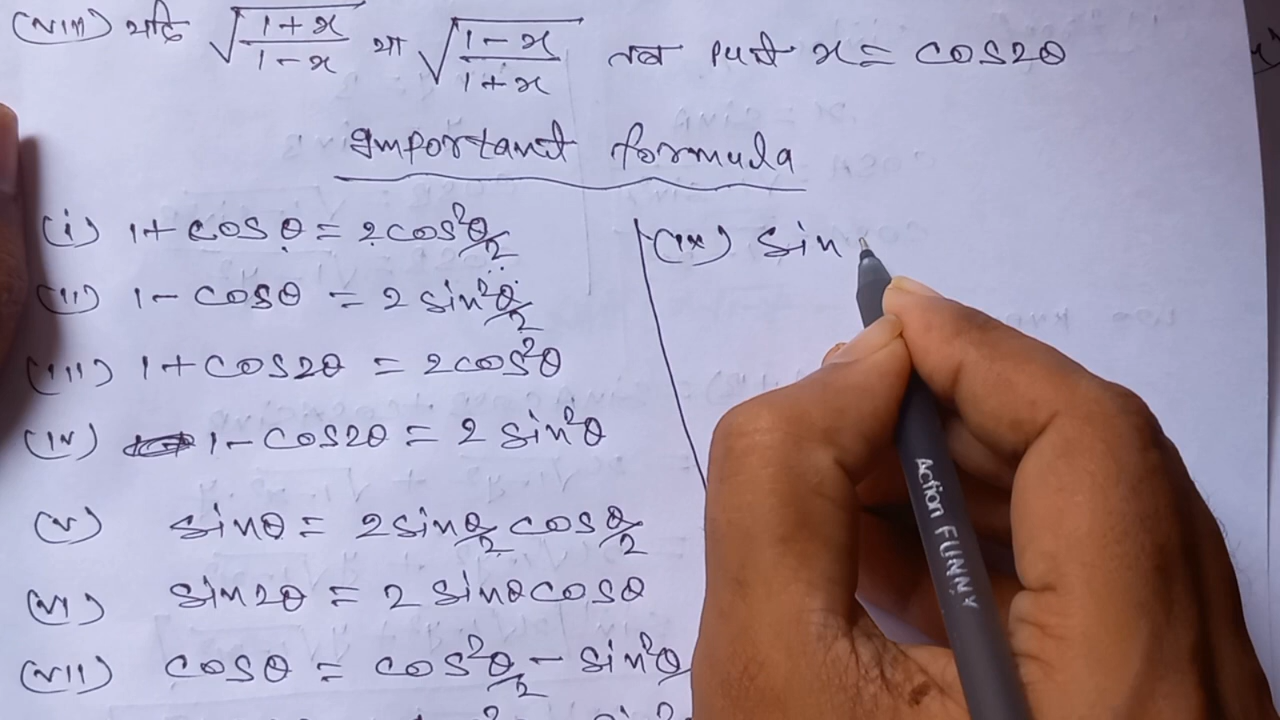 (viii) यदि √(1+x / 1-x) या √(1-x / 1+x) तब put x = cos2θ
Important formula
(i) 1+cosθ = 2cos²θ/2
(ii) 1-cosθ = 2sin²θ/2
(iii) 1+cos2θ = 2cos²θ
(iv) 1-cos2θ = 2sin²θ
(v) sinθ = 2sinθ/2 cosθ/2
(vi) sin2θ = 2sinθcosθ
(vii) cosθ = cos²θ/2 - sin²θ
(ix) sin
Action FUNNY